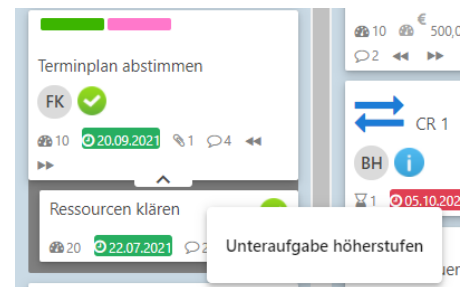 Terminplan abstimmen
FK
10 20.09.2021 1 4
Ressourcen klären
20 22.07.2021 2
Unteraufgabe höherstufen
10 € 500,0
2
CR 1
BH i
1 05.10.202